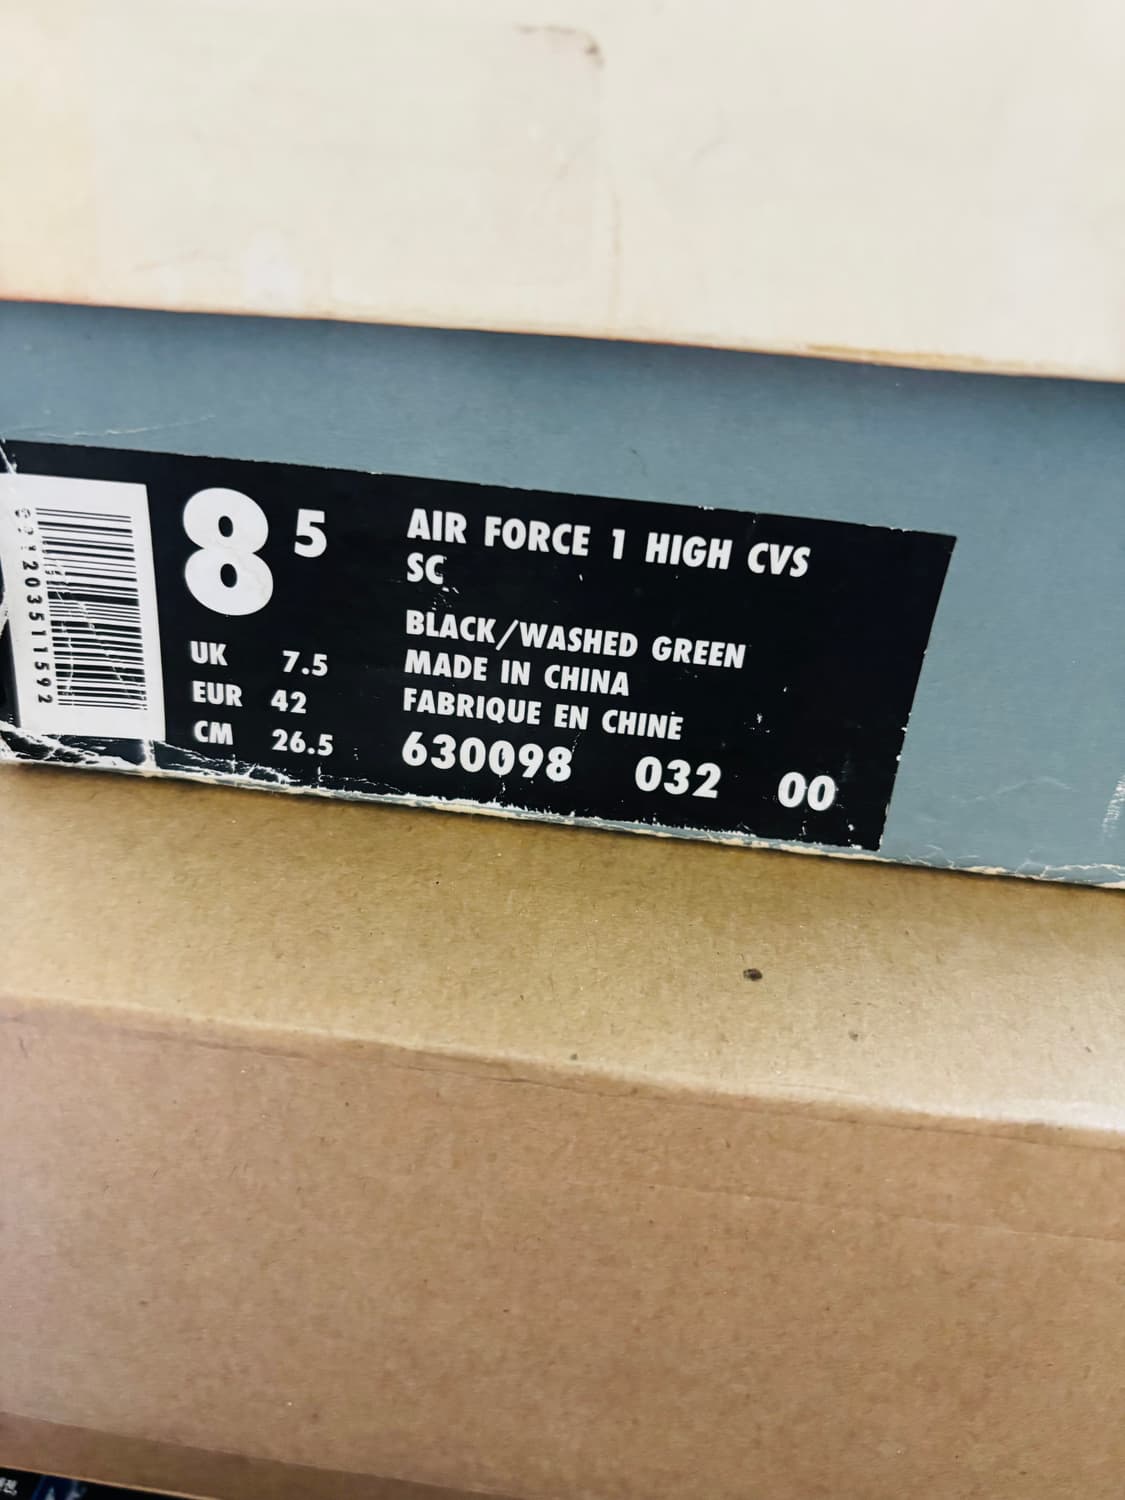 8 5
AIR FORCE 1 HIGH CVS
SC
BLACK/WASHED GREEN
MADE IN CHINA
FABRIQUE EN CHINE
UK 7.5
EUR 42
CM 26.5
630098 032 00